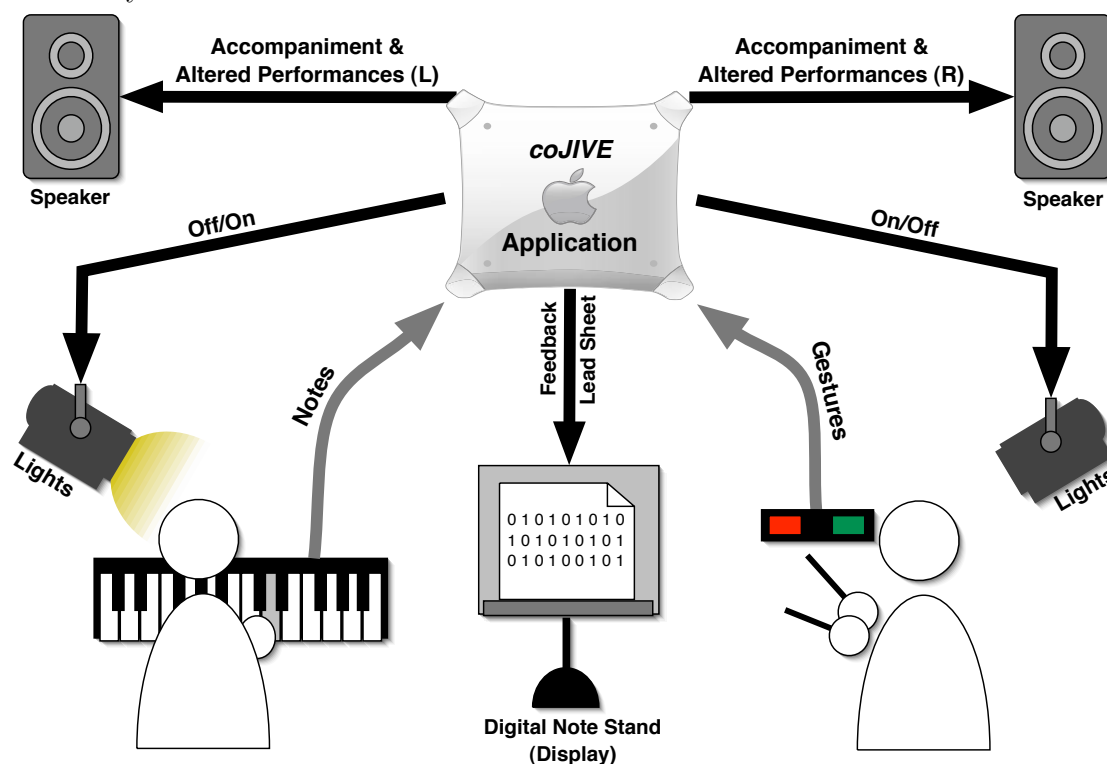 Accompaniment &
Altered Performances (L)
Accompaniment &
Altered Performances (R)
coJIVE
Application
Speaker
Speaker
Off/On
On/Off
Feedback
Lead Sheet
Notes
Gestures
Lights
Lights
0 1 0 1 0 1 0 1 0
1 0 1 0 1 0 1 0 1
0 1 0 1 0 0 1 0 1
Digital Note Stand
(Display)